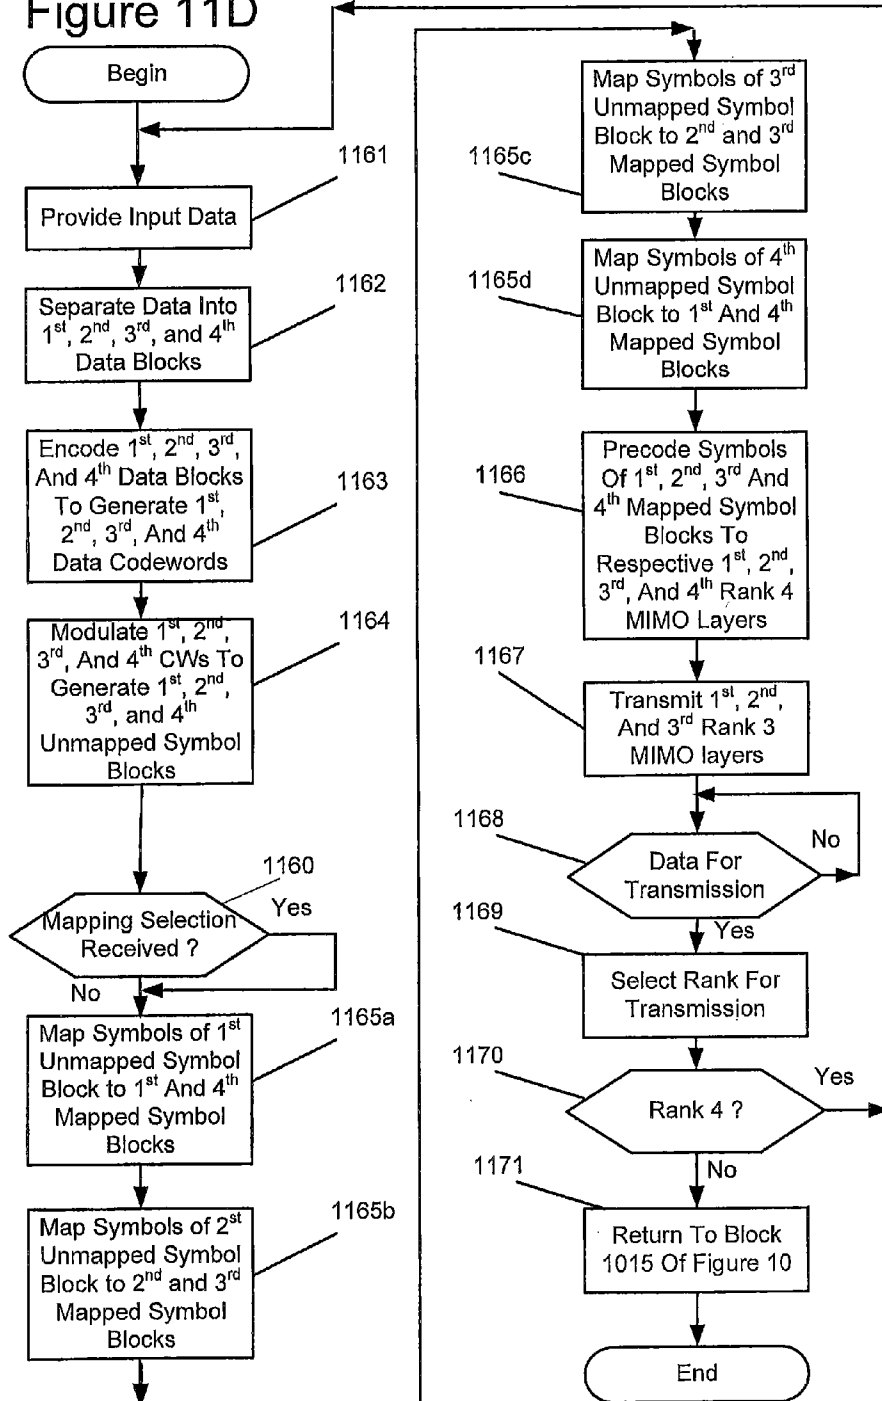 Figure 11D
Begin
1161
Provide Input Data
1162
Separate Data Into
1st, 2nd, 3rd, and 4th
Data Blocks
Encode 1st, 2nd, 3rd,
And 4th Data Blocks
To Generate 1st,
2nd, 3rd, And 4th
Data Codewords
1163
Modulate 1st, 2nd,
3rd, And 4th CWs To
Generate 1st, 2nd,
3rd, and 4th
Unmapped Symbol
Blocks
1164
1160
Mapping Selection
Received ?
Yes
No
1165a
Map Symbols of 1st
Unmapped Symbol
Block to 1st And 4th
Mapped Symbol
Blocks
1165b
Map Symbols of 2st
Unmapped Symbol
Block to 2nd and 3rd
Mapped Symbol
Blocks
Map Symbols of 3rd
Unmapped Symbol
Block to 2nd and 3rd
Mapped Symbol
Blocks
1165c
Map Symbols of 4th
Unmapped Symbol
Block to 1st And 4th
Mapped Symbol
Blocks
1165d
Precode Symbols
Of 1st, 2nd, 3rd And
4th Mapped Symbol
Blocks To
Respective 1st, 2nd,
3rd, And 4th Rank 4
MIMO Layers
1166
1167
Transmit 1st, 2nd,
And 3rd Rank 3
MIMO layers
1168
Data For
Transmission
No
Yes
1169
Select Rank For
Transmission
1170
Rank 4 ?
Yes
No
1171
Return To Block
1015 Of Figure 10
End